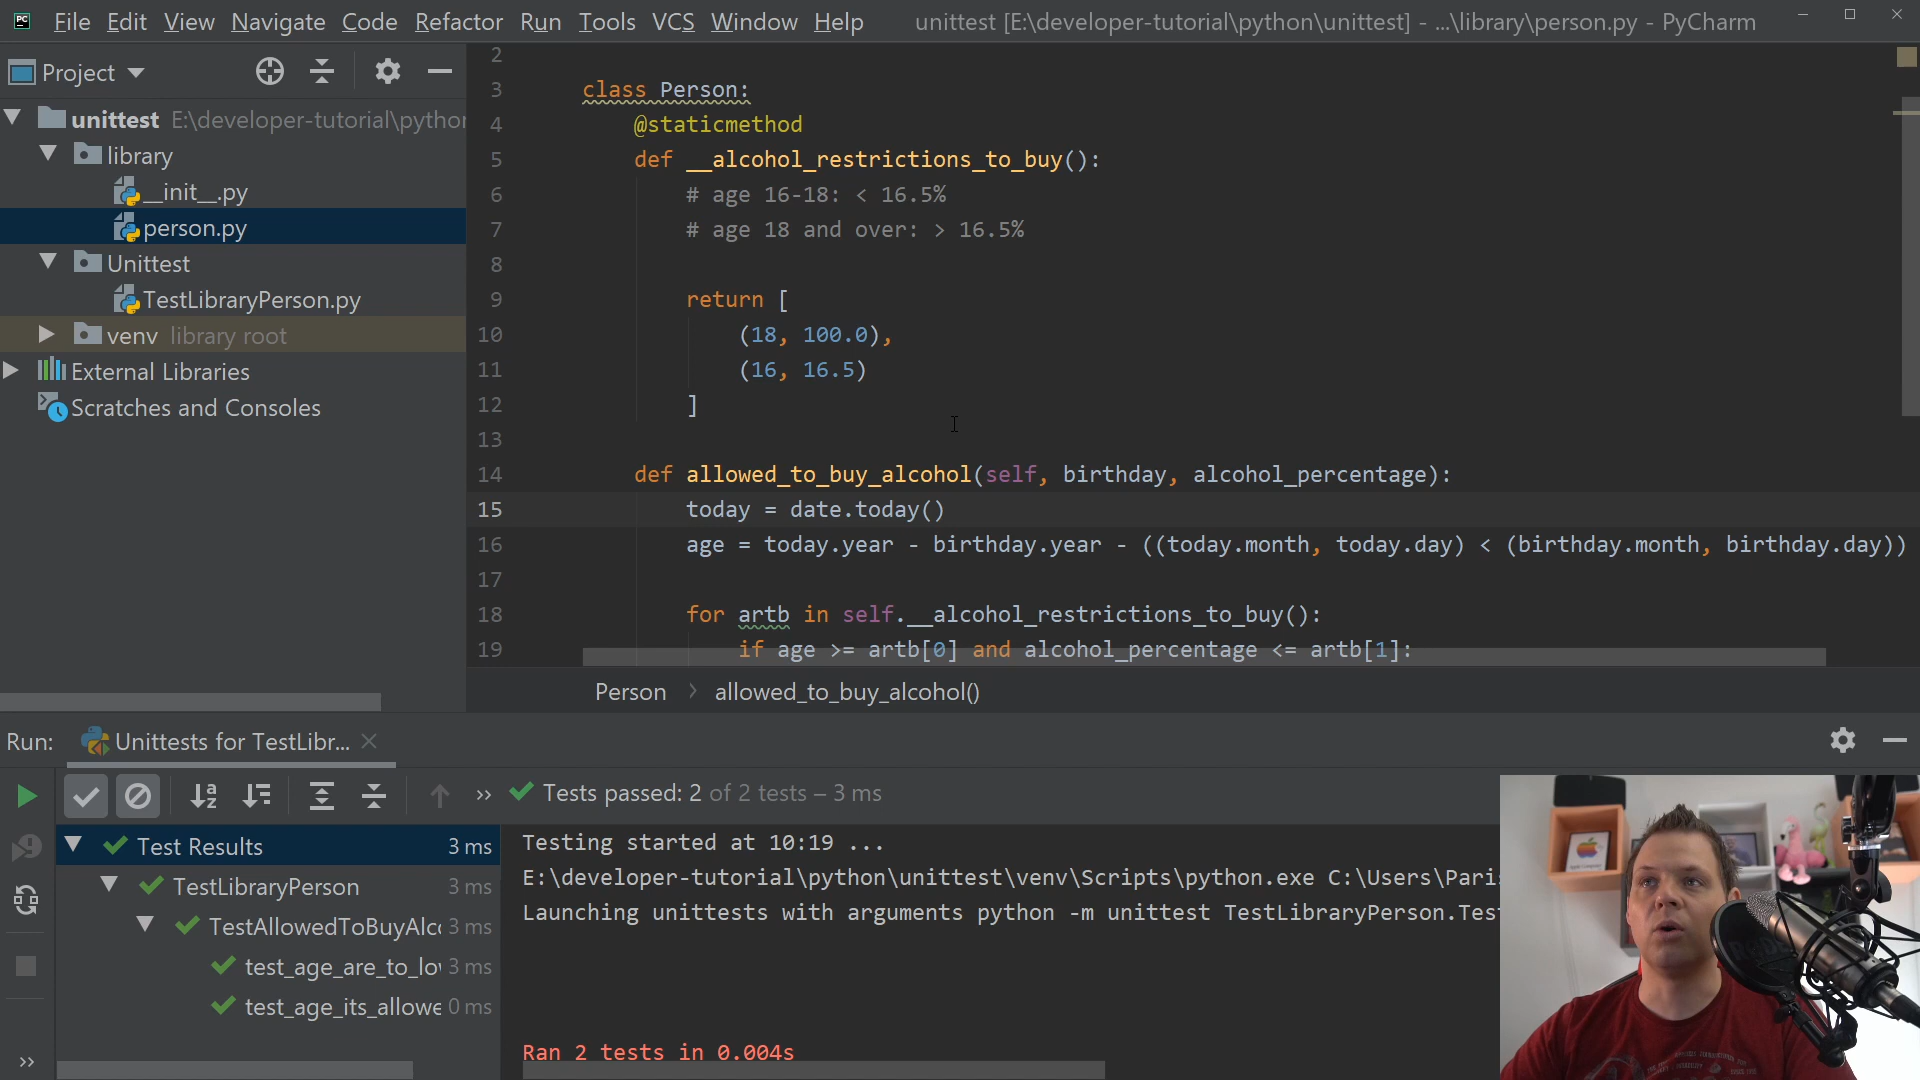 File Edit View Navigate Code Refactor Run Tools VCS Window Help unittest [E:\developer-tutorial\python\unittest] - ...\library\person.py - PyCharm
Project
unittest E:\developer-tutorial\pythor
library
__init__.py
person.py
Unittest
TestLibraryPerson.py
venv library root
External Libraries
Scratches and Consoles
2
3 class Person:
4 @staticmethod
5 def __alcohol_restrictions_to_buy():
6 # age 16-18: < 16.5%
7 # age 18 and over: > 16.5%
8
9 return [
10 (18, 100.0),
11 (16, 16.5)
12 ]
13
14 def allowed_to_buy_alcohol(self, birthday, alcohol_percentage):
15 today = date.today()
16 age = today.year - birthday.year - ((today.month, today.day) < (birthday.month, birthday.day))
17
18 for artb in self.__alcohol_restrictions_to_buy():
19 if age >= artb[0] and alcohol_percentage <= artb[1]:
Person > allowed_to_buy_alcohol()
Run: Unittests for TestLibr...
Tests passed: 2 of 2 tests – 3 ms
Test Results 3 ms
TestLibraryPerson 3 ms
TestAllowedToBuyAlc 3 ms
test_age_are_to_lo 3 ms
test_age_its_allowe 0 ms
Testing started at 10:19 ...
E:\developer-tutorial\python\unittest\venv\Scripts\python.exe C:\Users\Paris
Launching unittests with arguments python -m unittest TestLibraryPerson.Tes
Ran 2 tests in 0.004s